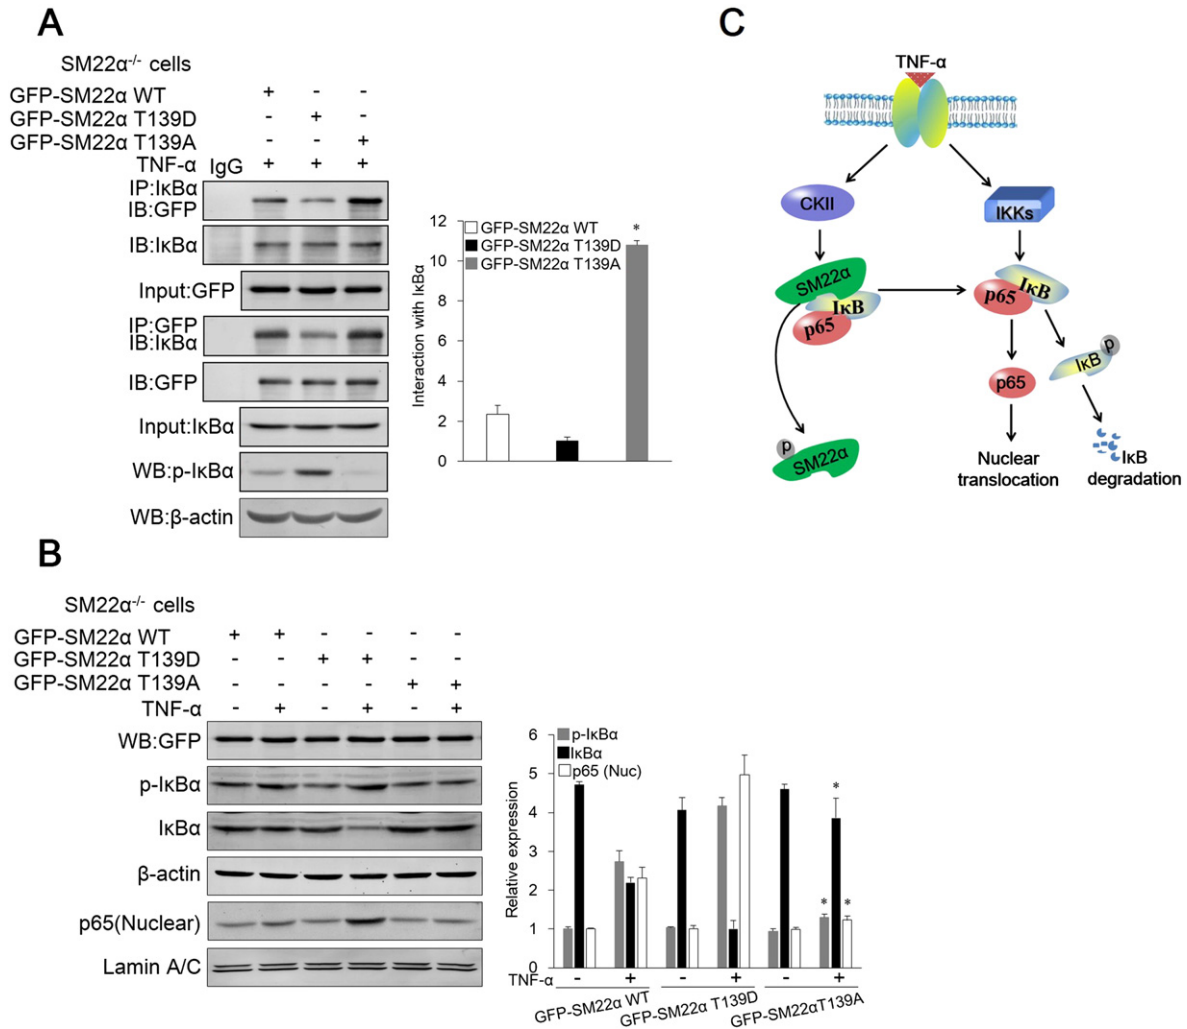 A
SM22α-/- cells
GFP-SM22α WT + - -
GFP-SM22α T139D - + -
GFP-SM22α T139A - - +
TNF-α IgG + + +
IP:IκBα
IB:GFP
IB:IκBα
Input:GFP
IP:GFP
IB:IκBα
IB:GFP
Input:IκBα
WB:p-IκBα
WB:β-actin
Interaction with IκBα
12
10
8
6
4
2
0
GFP-SM22α WT
GFP-SM22α T139D
GFP-SM22α T139A
*
B
SM22α-/- cells
GFP-SM22α WT + + - - - -
GFP-SM22α T139D - - + + - -
GFP-SM22α T139A - - - - + +
TNF-α - + - + - +
WB:GFP
p-IκBα
IκBα
β-actin
p65(Nuclear)
Lamin A/C
Relative expression
6
5
4
3
2
1
0
p-IκBα
IκBα
p65 (Nuc)
*
* *
TNF-α - + - + - +
GFP-SM22α WT GFP-SM22α T139D GFP-SM22αT139A
C
TNF-α
CKII
IKKs
SM22α
IκB
p65
IκB
p65
p65
IκB
p
p
SM22α
Nuclear
translocation
IκB
degradation